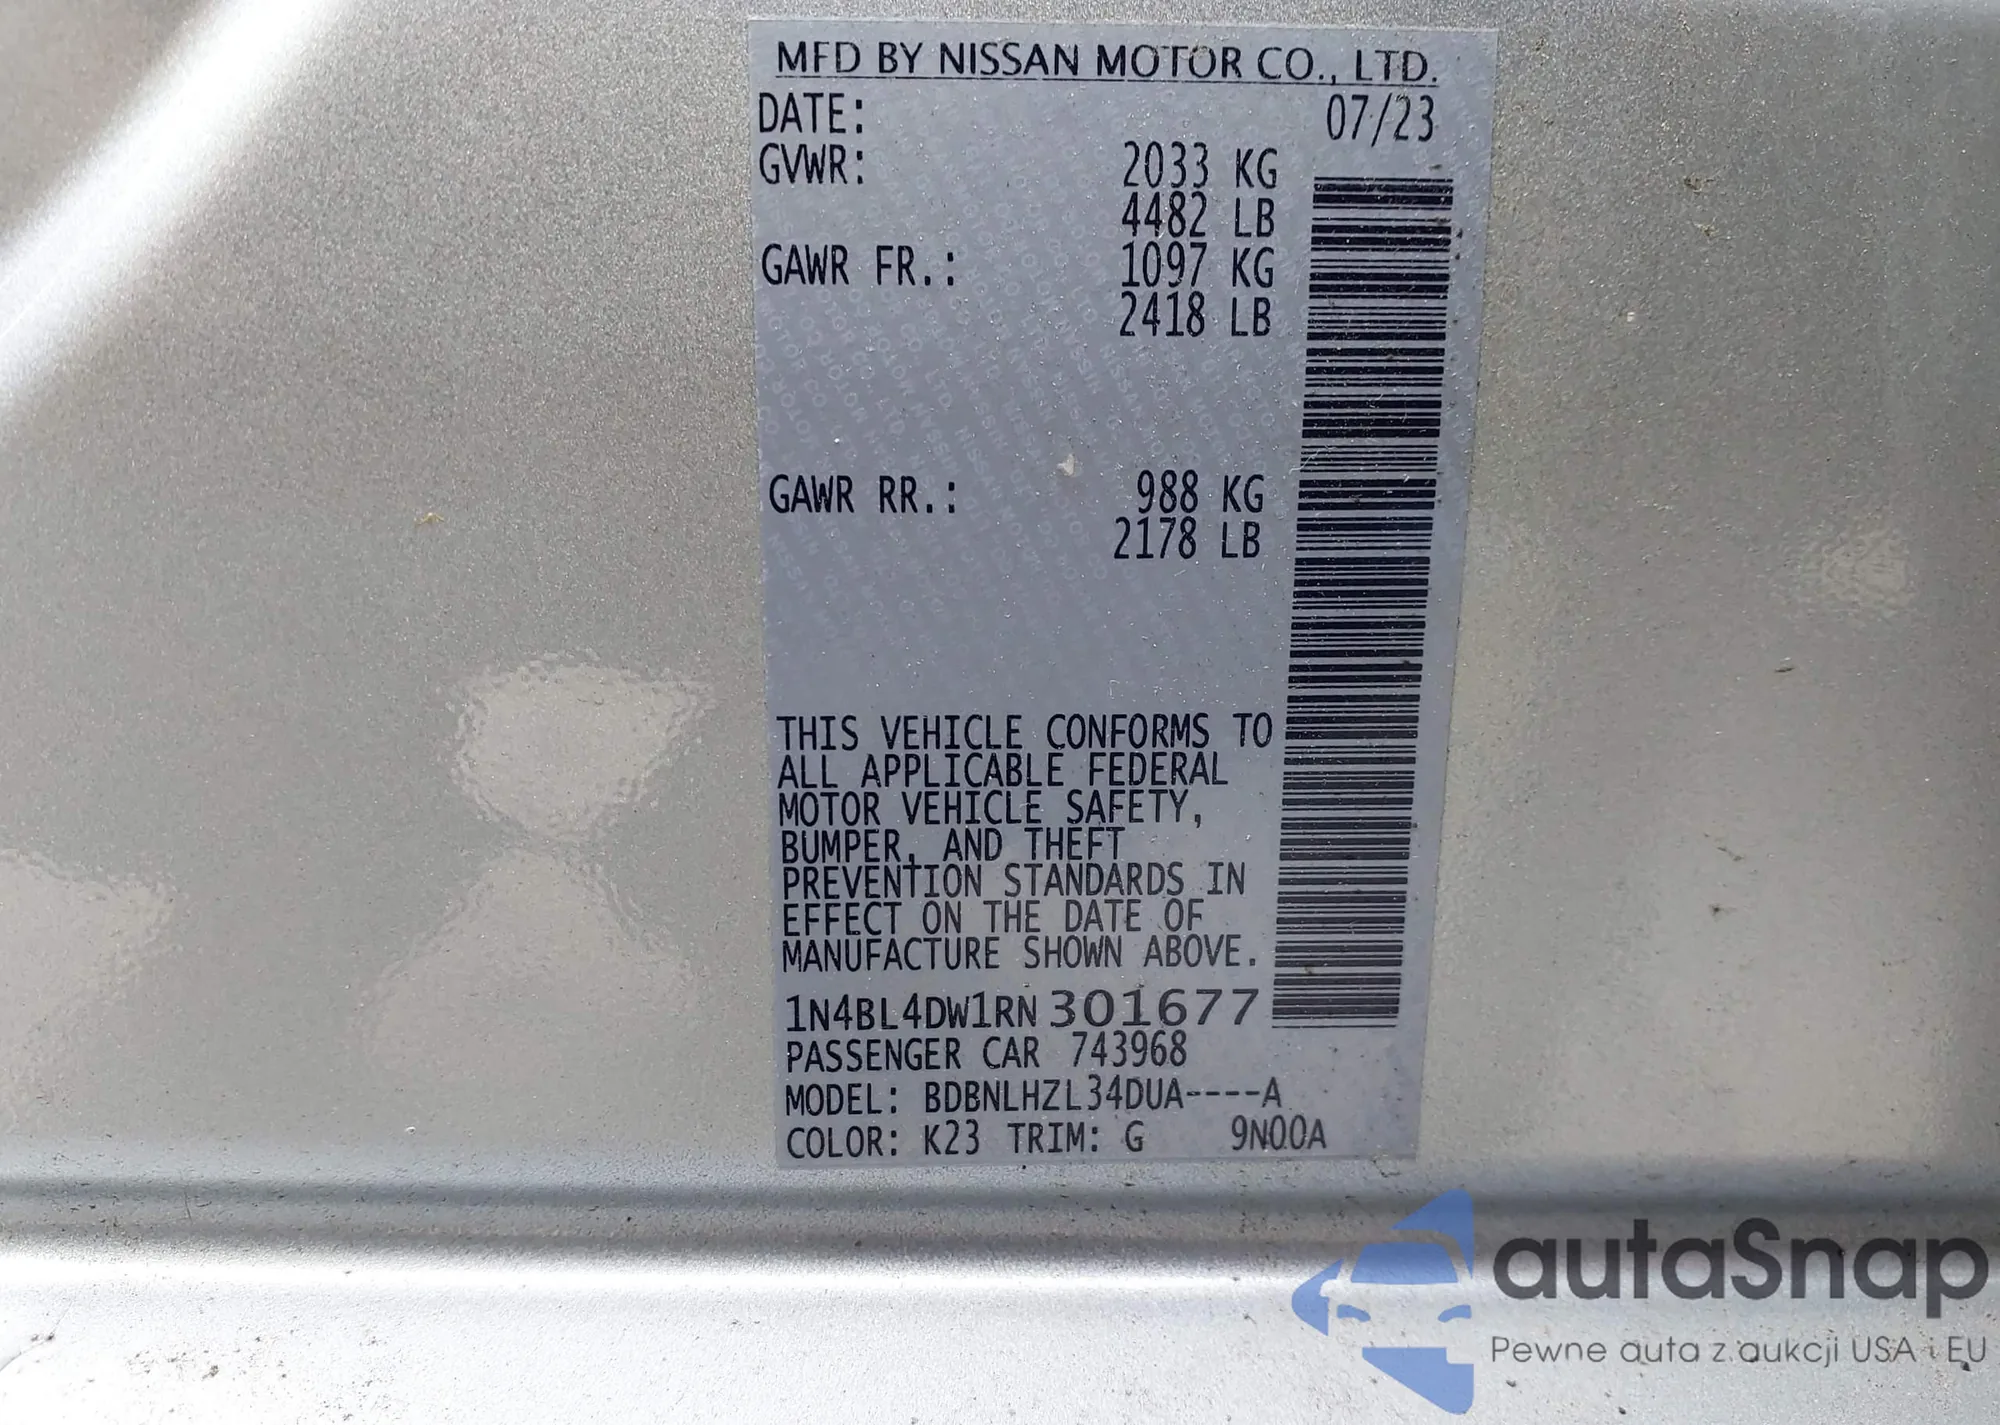 MFD BY NISSAN MOTOR CO., LTD.
DATE: 07/23
GVWR: 2033 KG
4482 LB
GAWR FR.: 1097 KG
2418 LB
GAWR RR.: 988 KG
2178 LB
THIS VEHICLE CONFORMS TO
ALL APPLICABLE FEDERAL
MOTOR VEHICLE SAFETY,
BUMPER, AND THEFT
PREVENTION STANDARDS IN
EFFECT ON THE DATE OF
MANUFACTURE SHOWN ABOVE.
1N4BL4DW1RN301677
PASSENGER CAR 743968
MODEL: BDBNLHZL34DUA----A
COLOR: K23 TRIM: G 9N00A
autaSnap
Pewne auta z aukcji USA i EU